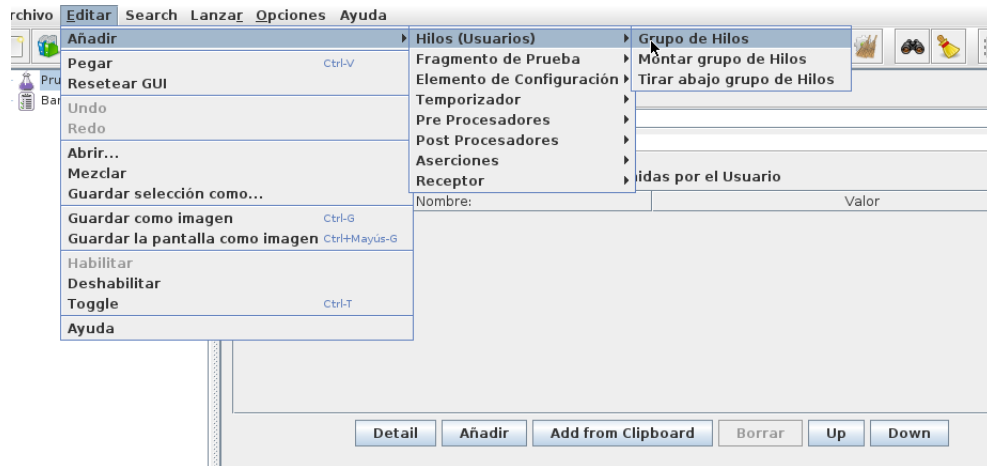 rchivo Editar Search Lanzar Opciones Ayuda
Añadir
Pegar Ctrl-V
Resetear GUI
Undo
Redo
Abrir...
Mezclar
Guardar selección como...
Guardar como imagen Ctrl-G
Guardar la pantalla como imagen Ctrl+Mayús-G
Habilitar
Deshabilitar
Toggle Ctrl-T
Ayuda
Hilos (Usuarios)
Fragmento de Prueba
Elemento de Configuración
Temporizador
Pre Procesadores
Post Procesadores
Aserciones
Receptor
Grupo de Hilos
Montar grupo de Hilos
Tirar abajo grupo de Hilos
Pru
Bar
idas por el Usuario
Nombre: Valor
Detail Añadir Add from Clipboard Borrar Up Down